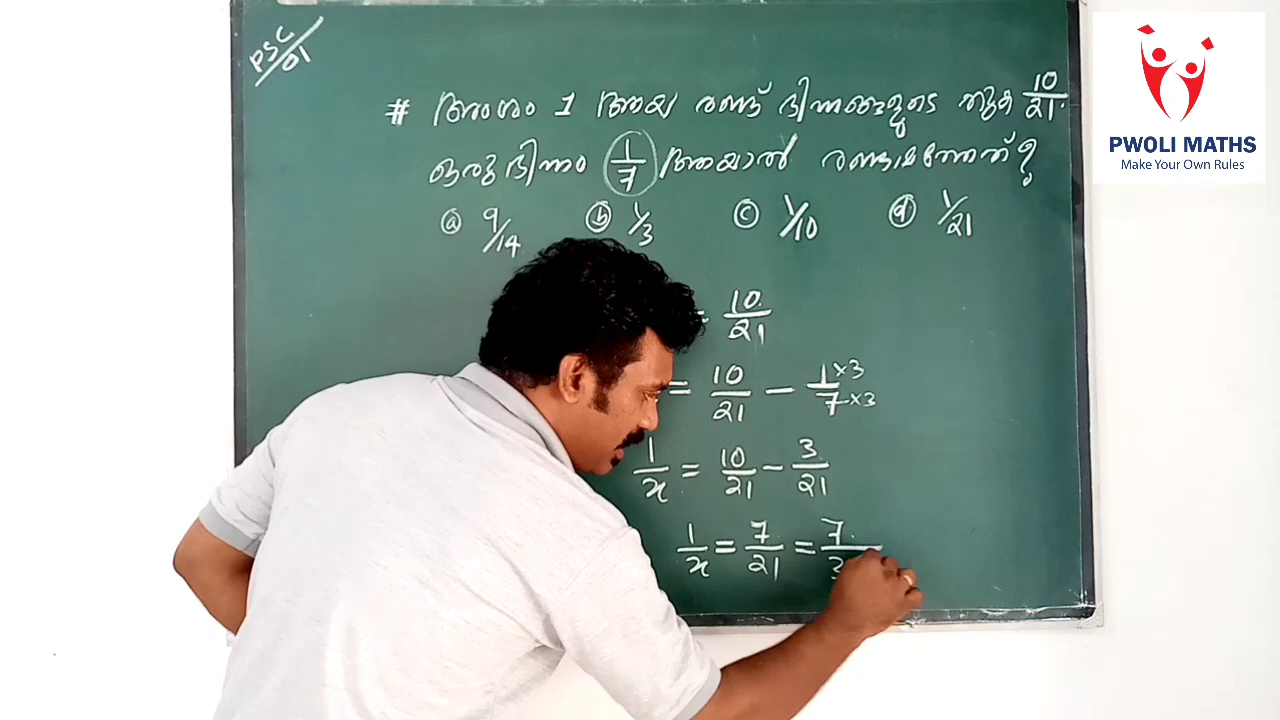 PSC/01
# അംശം 1 ആയ രണ്ട് ഭിന്നങ്ങളുടെ തുക 10/21.
ഒരു ഭിന്നം 1/7 ആയാൽ രണ്ടാമത്തേത് ?
ⓐ 9/14 ⓑ 1/3 ⓒ 1/10 ⓓ 1/21
= 10/21
= 10/21 - 1×3/7×3
1/x = 10/21 - 3/21
1/x = 7/21 = 7/3
PWOLI MATHS
Make Your Own Rules